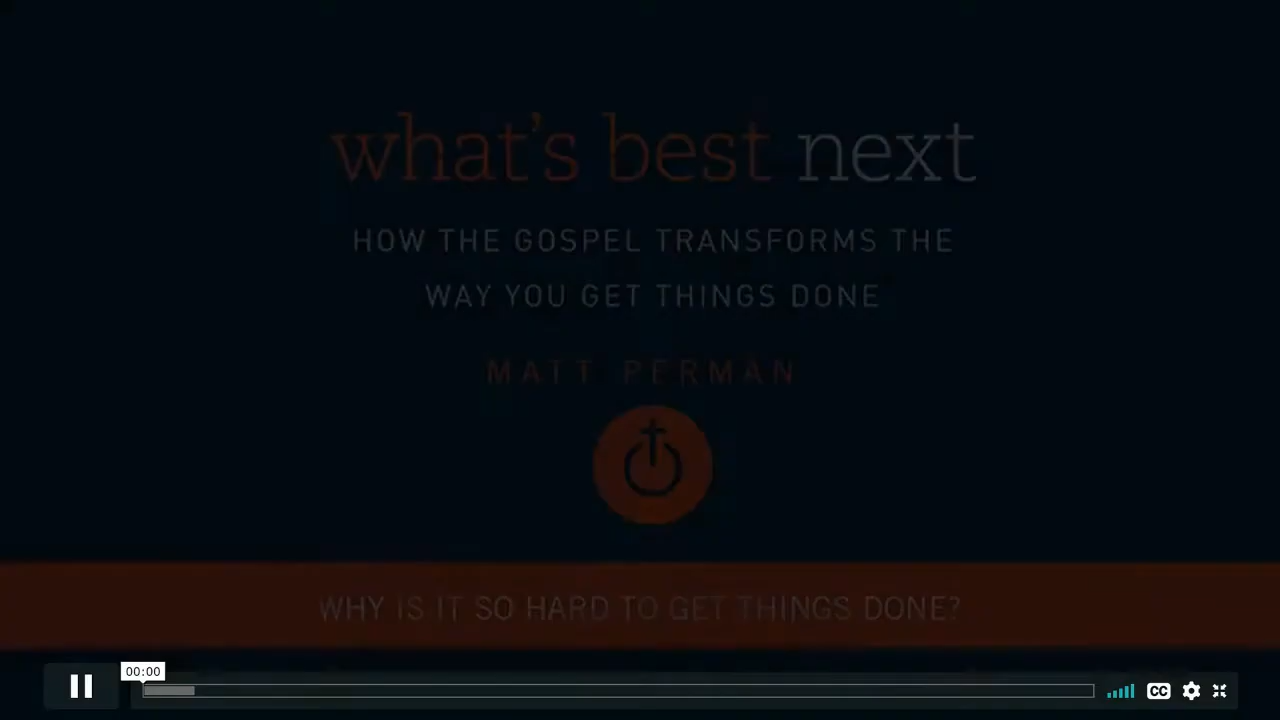 what's best next
HOW THE GOSPEL TRANSFORMS THE
WAY YOU GET THINGS DONE
MATT PERMAN
WHY IS IT SO HARD TO GET THINGS DONE?
00:00
CC